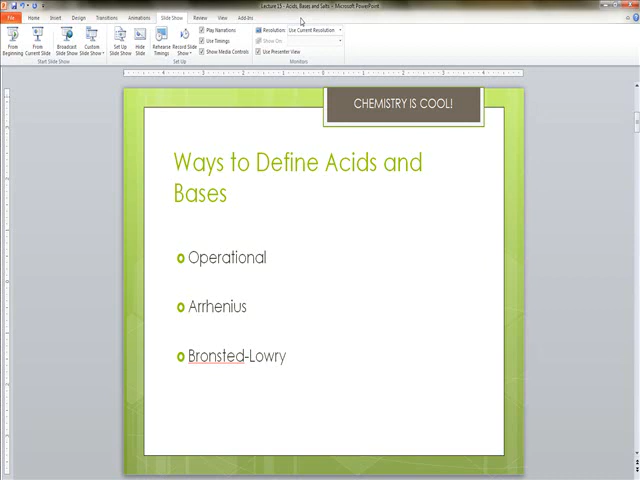 Lecture 15 - Acids, Bases and Salts - Microsoft PowerPoint
File Home Insert Design Transitions Animations Slide Show Review View Add-Ins
From Beginning
From Current Slide
Broadcast Slide Show
Custom Slide Show
Set Up Slide Show
Hide Slide
Rehearse Timings
Record Slide Show
Play Narrations
Use Timings
Show Media Controls
Resolution: Use Current Resolution
Show On:
Use Presenter View
Start Slide Show Set Up Monitors
CHEMISTRY IS COOL!
Ways to Define Acids and
Bases
Operational
Arrhenius
Bronsted-Lowry